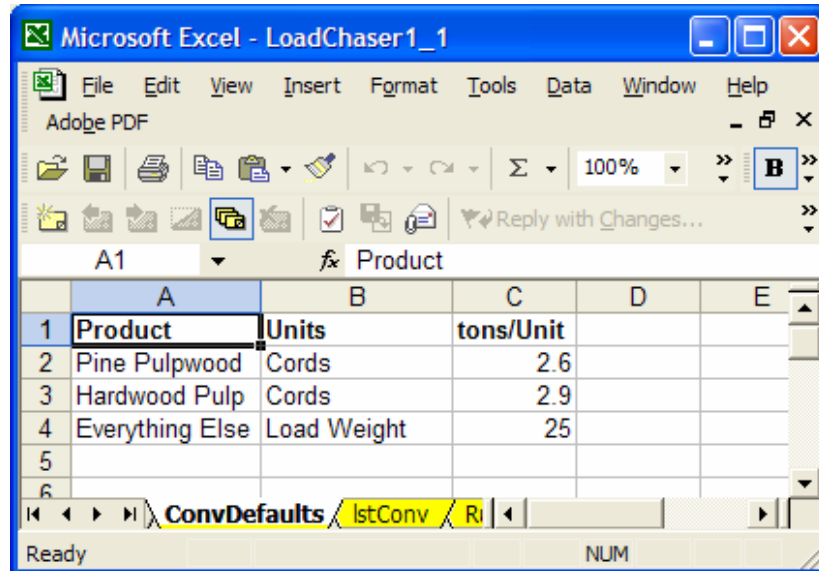 Microsoft Excel - LoadChaser1_1
File Edit View Insert Format Tools Data Window Help
Adobe PDF
Σ 100% B
Reply with Changes...
A1 fx Product
A B C D E
1 Product Units tons/Unit
2 Pine Pulpwood Cords 2.6
3 Hardwood Pulp Cords 2.9
4 Everything Else Load Weight 25
5
6
ConvDefaults lstConv
Ready NUM